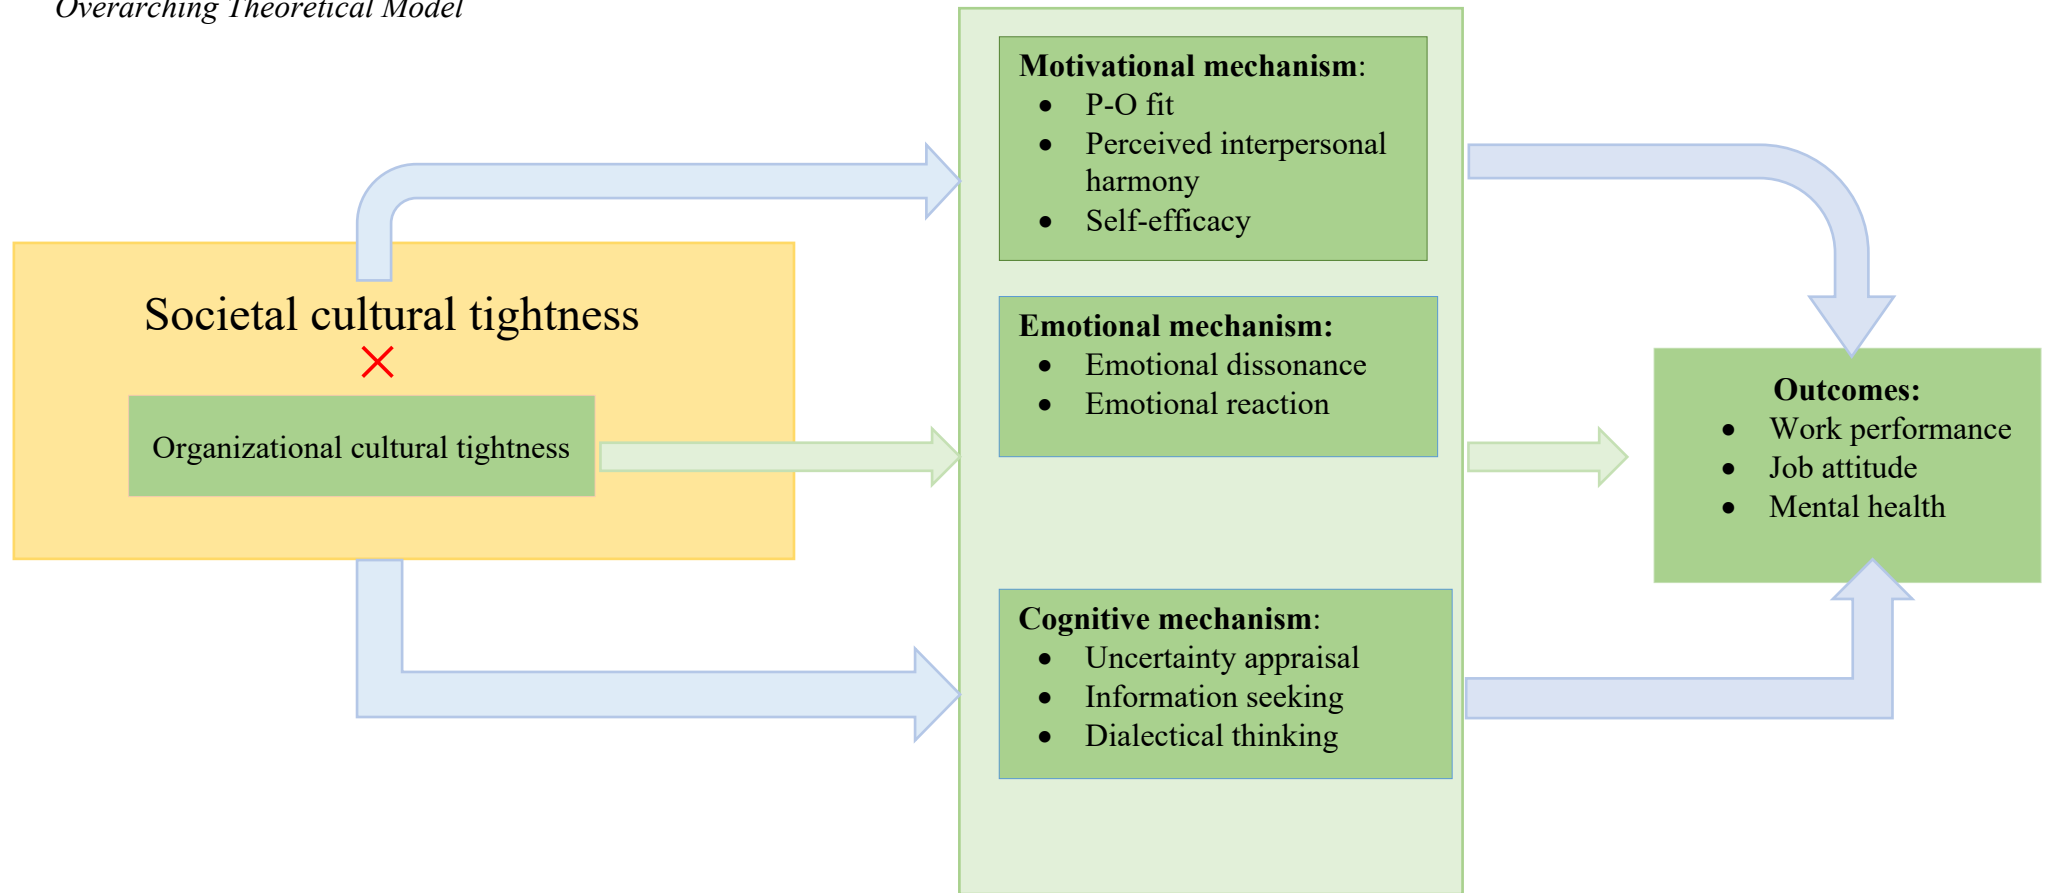 Overarching Theoretical Model
Societal cultural tightness
Organizational cultural tightness
Motivational mechanism:
• P-O fit
• Perceived interpersonal
harmony
• Self-efficacy
Emotional mechanism:
• Emotional dissonance
• Emotional reaction
Cognitive mechanism:
• Uncertainty appraisal
• Information seeking
• Dialectical thinking
Outcomes:
• Work performance
• Job attitude
• Mental health